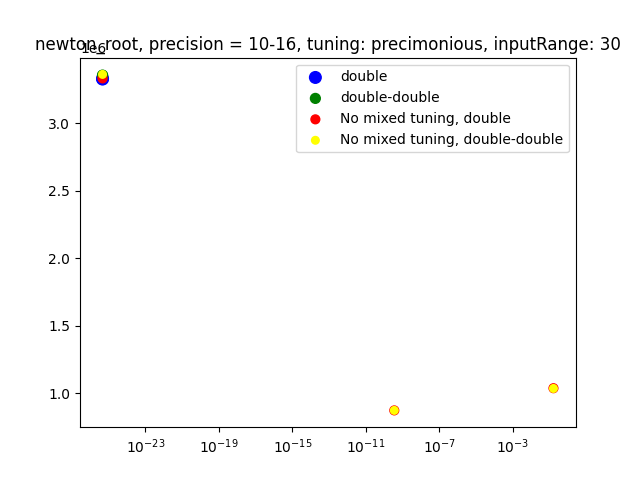 newton_root, precision = 10-16, tuning: precimonious, inputRange: 30
1e6
double
double-double
No mixed tuning, double
No mixed tuning, double-double
3.0
2.5
2.0
1.5
1.0
10⁻²³ 10⁻¹⁹ 10⁻¹⁵ 10⁻¹¹ 10⁻⁷ 10⁻³